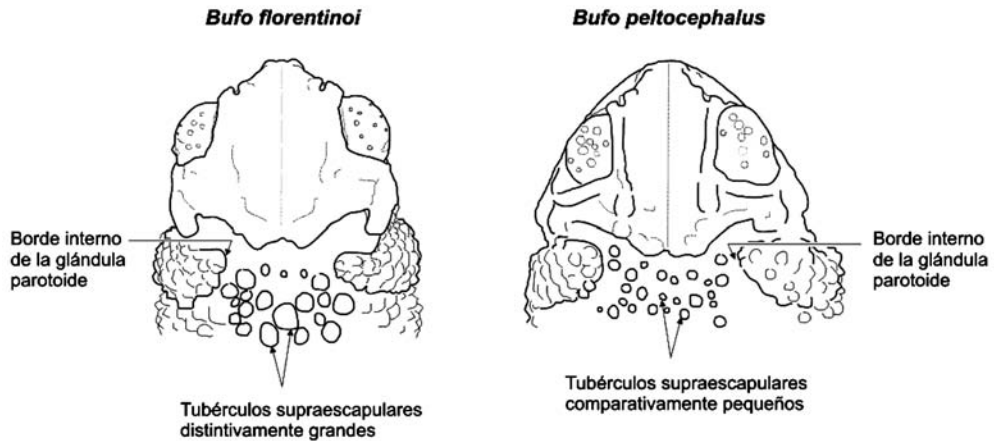 Bufo florentinoi
Bufo peltocephalus
Borde interno
de la glándula
parotoide
Borde interno
de la glándula
parotoide
Tubérculos supraescapulares
distintivamente grandes
Tubérculos supraescapulares
comparativamente pequeños